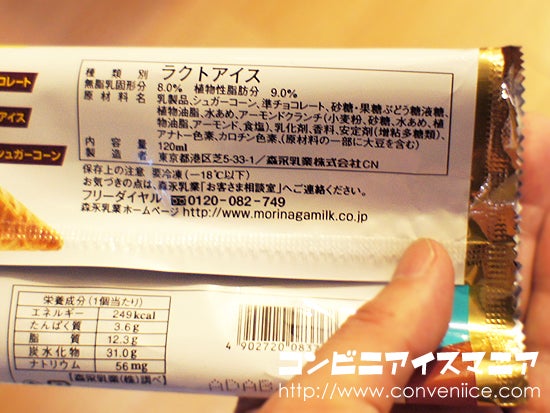 コレート
アイス
シュガーコーン
種類別 ラクトアイス
無脂乳固形分 8.0% 植物性脂肪分 9.0%
原材料名 乳製品、シュガーコーン、準チョコレート、砂糖・果糖ぶどう糖液糖、
植物油脂、水あめ、アーモンドクランチ(小麦粉、砂糖、水あめ、植
物油脂、アーモンド、食塩)、乳化剤、香料、安定剤(増粘多糖類)、
アナトー色素、カロチン色素、(原材料の一部に大豆を含む)
内容量 120ml
製造者 東京都港区芝5-33-1/森永乳業株式会社CN
保存上の注意 要冷凍(-18℃以下)
お気づきの点は、森永乳業「お客さま相談室」へご連絡ください。
フリーダイヤル 0120-082-749
森永乳業ホームページ http://www.morinagamilk.co.jp
栄養成分(1個当たり)
エネルギー 249kcal
たんぱく質 3.6g
脂質 12.3g
炭水化物 31.0g
ナトリウム 56mg
[森永乳業(株)調べ]
4 902720 083
ADAB
コンビニアイスマニア
http://www.conveniice.com/